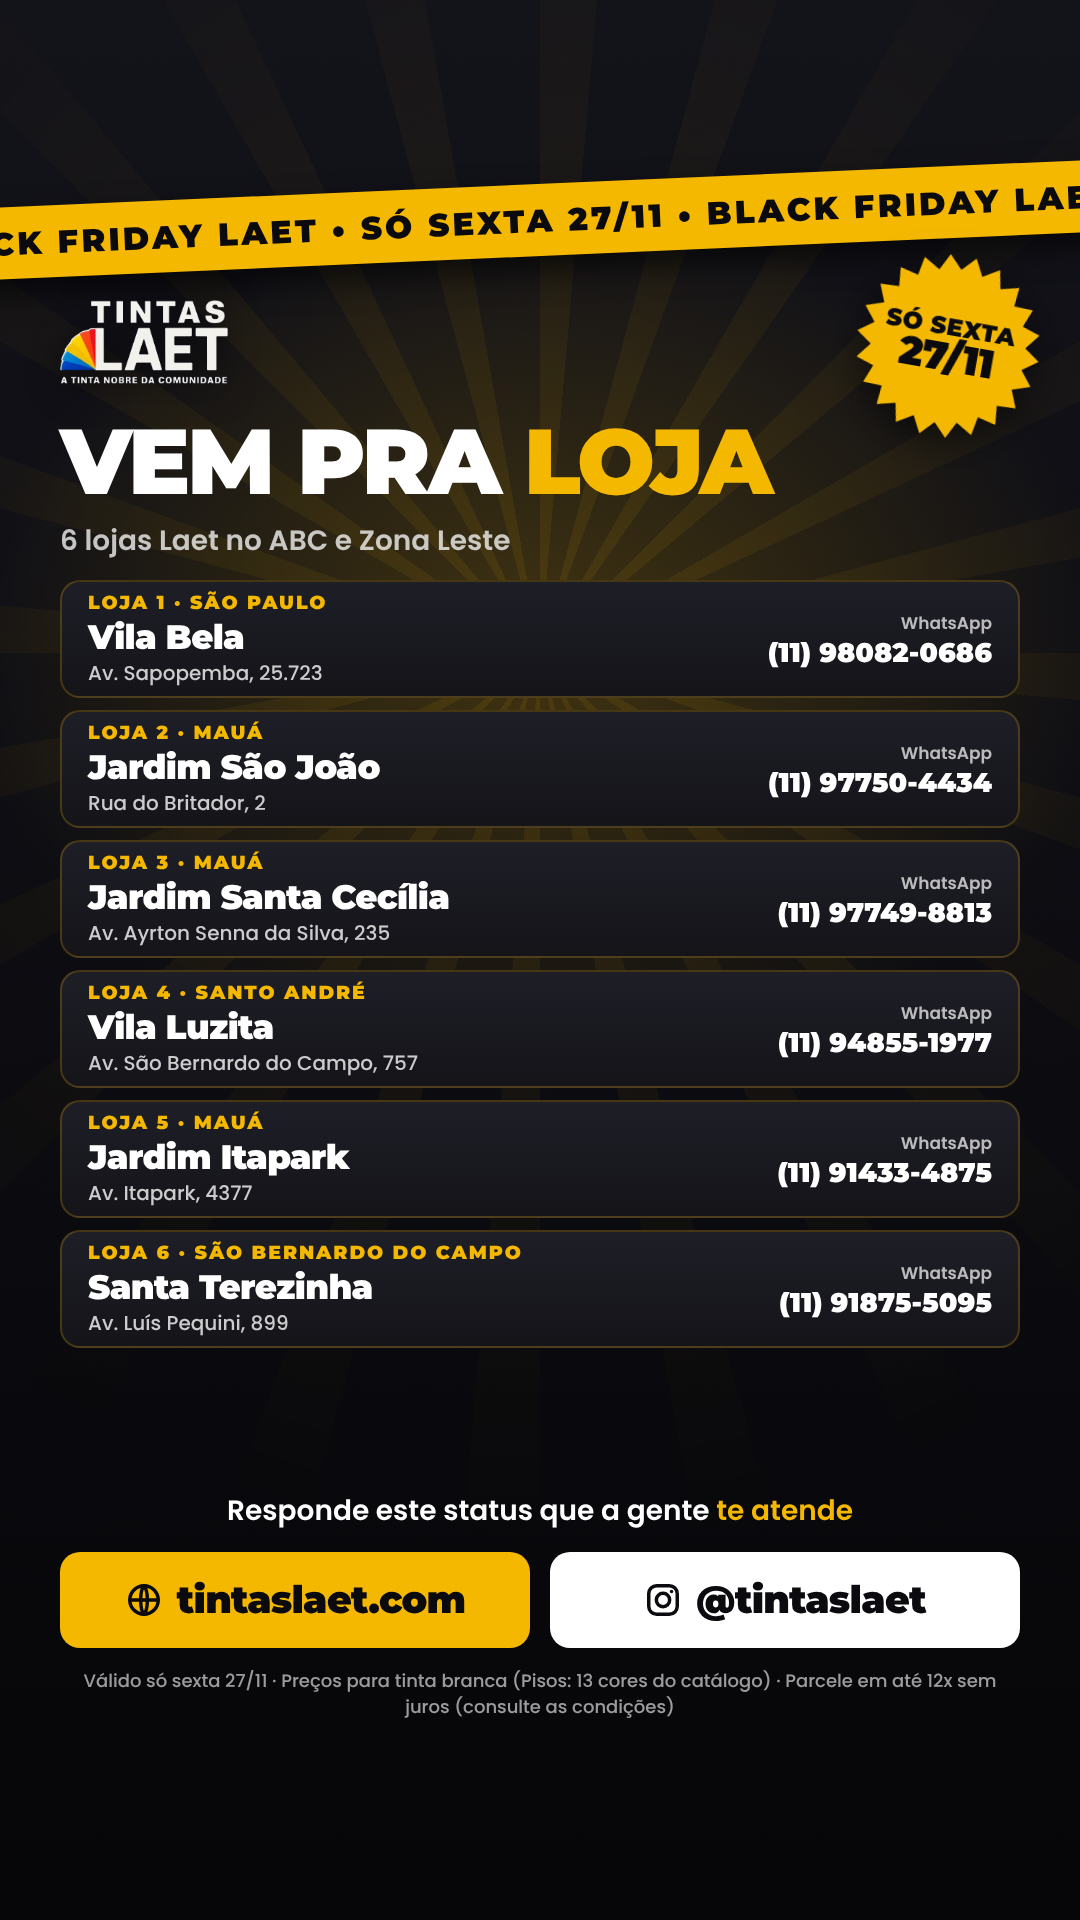 CK FRIDAY LAET • SÓ SEXTA 27/11 • BLACK FRIDAY LAE
TINTAS
LAET
A TINTA NOBRE DA COMUNIDADE
SÓ SEXTA
27/11
VEM PRA LOJA
6 lojas Laet no ABC e Zona Leste
LOJA 1 • SÃO PAULO
Vila Bela
Av. Sapopemba, 25.723
WhatsApp
(11) 98082-0686
LOJA 2 • MAUÁ
Jardim São João
Rua do Britador, 2
WhatsApp
(11) 97750-4434
LOJA 3 • MAUÁ
Jardim Santa Cecília
Av. Ayrton Senna da Silva, 235
WhatsApp
(11) 97749-8813
LOJA 4 • SANTO ANDRÉ
Vila Luzita
Av. São Bernardo do Campo, 757
WhatsApp
(11) 94855-1977
LOJA 5 • MAUÁ
Jardim Itapark
Av. Itapark, 4377
WhatsApp
(11) 91433-4875
LOJA 6 • SÃO BERNARDO DO CAMPO
Santa Terezinha
Av. Luís Pequini, 899
WhatsApp
(11) 91875-5095
Responde este status que a gente te atende
tintaslaet.com
@tintaslaet
Válido só sexta 27/11 · Preços para tinta branca (Pisos: 13 cores do catálogo) · Parcele em até 12x sem
juros (consulte as condições)